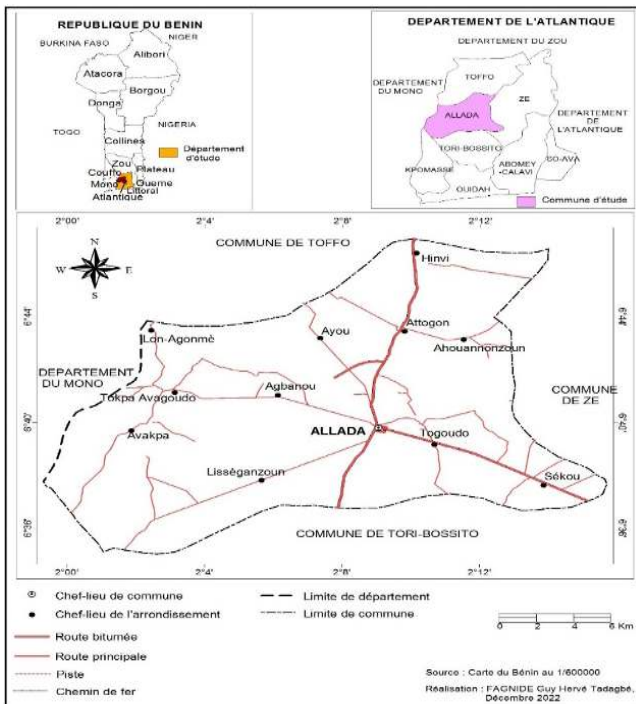 REPUBLIQUE DU BENIN
NIGER
BURKINA FASO
Alibori
Atacora
Borgou
Donga
TOGO
NIGERIA
Collines
Département d'étudo
Zou
Plateau
Couffo
Mono
Oueme
Littoral
Atlantique
DEPARTEMENT DE L'ATLANTIQUE
DEPARTEMENT DU ZOU
DEPARTEMENT DU MONO
TOFFO
ZE
ALLADA
DEPARTEMENT DE L'ATLANTIQUE
TORI-BOSSITO
KPOMASSE
ABOMEY -CALAVI
SO-AVA
OUIDAH
Commune d'étude
2°00' 2°4' 2°8' 2°12'
COMMUNE DE TOFFO
N
W E
S
Hinvi
6°44' 6°44'
Lon-Agonmè
Ayou
Attogon
Ahouannonzoun
DEPARTEMENT DU MONO
Tokpa Avagoudo
Agbanou
COMMUNE DE ZE
6°40' 6°40'
Avakpa
ALLADA
Togoudo
Lissèganzoun
Sékou
6°36' 6°36'
COMMUNE DE TORI-BOSSITO
2°00' 2°4' 2°8' 2°12'
Chef-lieu de commune
Limite de département
Chef-lieu de l'arrondissement
Limite de commune
Route bitumée
0 2 4 6 Km
Route principale
Piste
Chemin de fer
Source : Carte du Bénin au 1/600000
Réalisation : FAGNIDE Guy Hervé Tadagbé, Décembre 2022